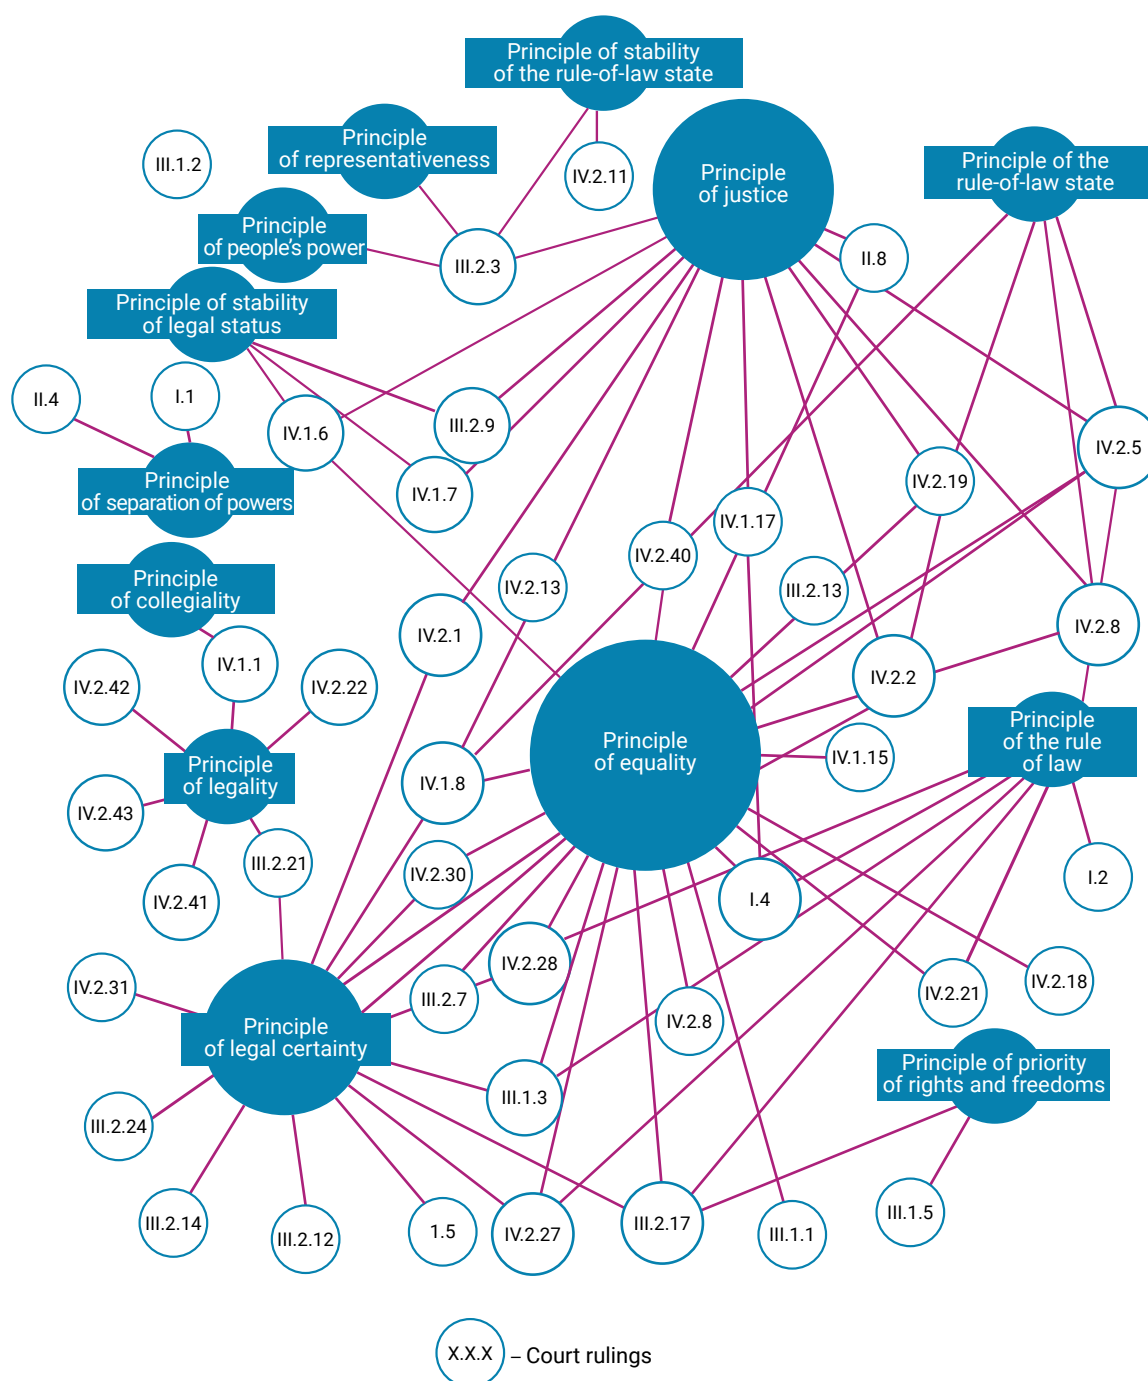 Principle of stability
of the rule-of-law state
Principle
of representativeness
Principle
of justice
Principle of the
rule-of-law state
III.1.2
IV.2.11
Principle
of people's power
III.2.3
II.8
Principle of stability
of legal status
II.4
I.1
IV.1.6
III.2.9
IV.2.5
Principle
of separation of powers
IV.1.7
IV.2.19
IV.1.17
IV.2.40
Principle
of collegiality
IV.2.13
III.2.13
IV.2.1
IV.2.8
IV.1.1
IV.2.42
IV.2.22
IV.2.2
Principle
of equality
Principle
of the rule
of law
Principle
of legality
IV.1.8
IV.1.15
IV.2.43
III.2.21
IV.2.30
I.2
IV.2.41
I.4
IV.2.28
IV.2.31
III.2.7
IV.2.21
IV.2.18
Principle
of legal certainty
IV.2.8
Principle of priority
of rights and freedoms
III.1.3
III.2.24
III.2.14
III.2.12
1.5
IV.2.27
III.2.17
III.1.1
III.1.5
X.X.X – Court rulings